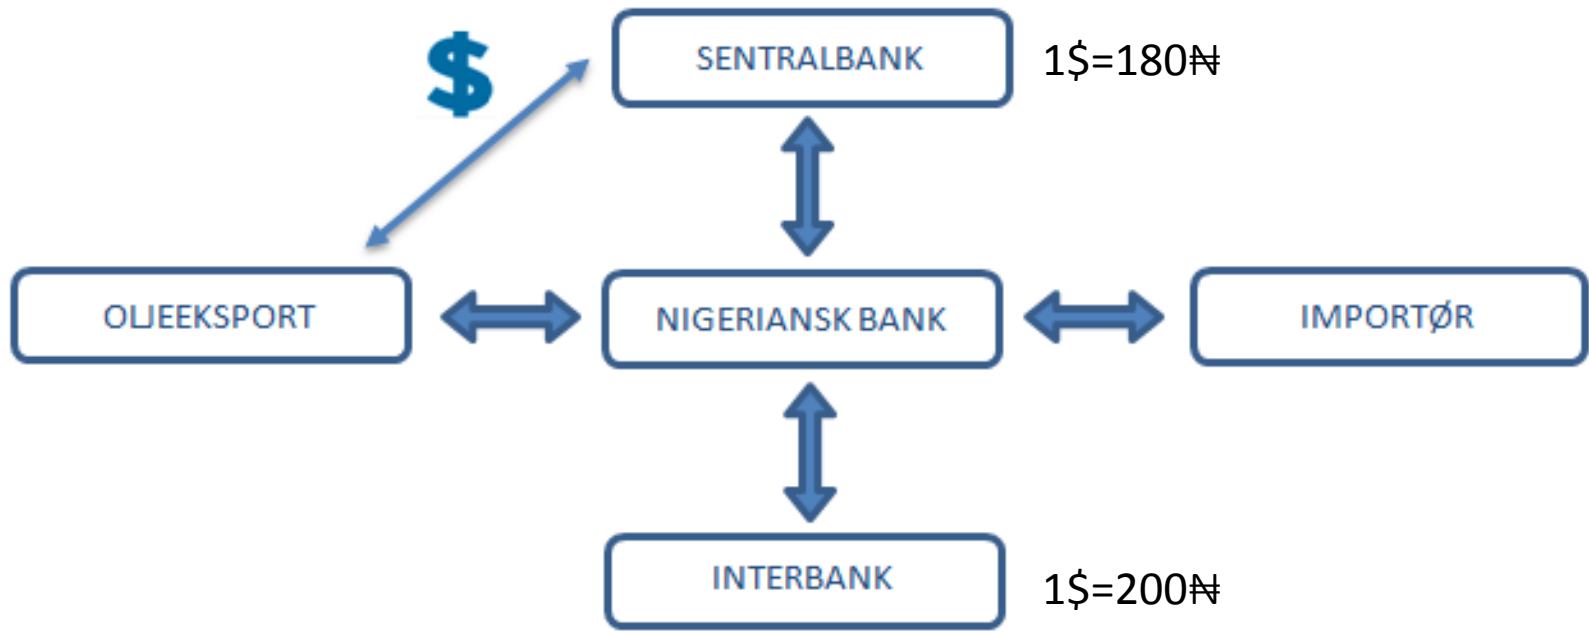 $
SENTRALBANK
1$=180₦
OLJEEKSPORT
NIGERIANSK BANK
IMPORTØR
INTERBANK
1$=200₦